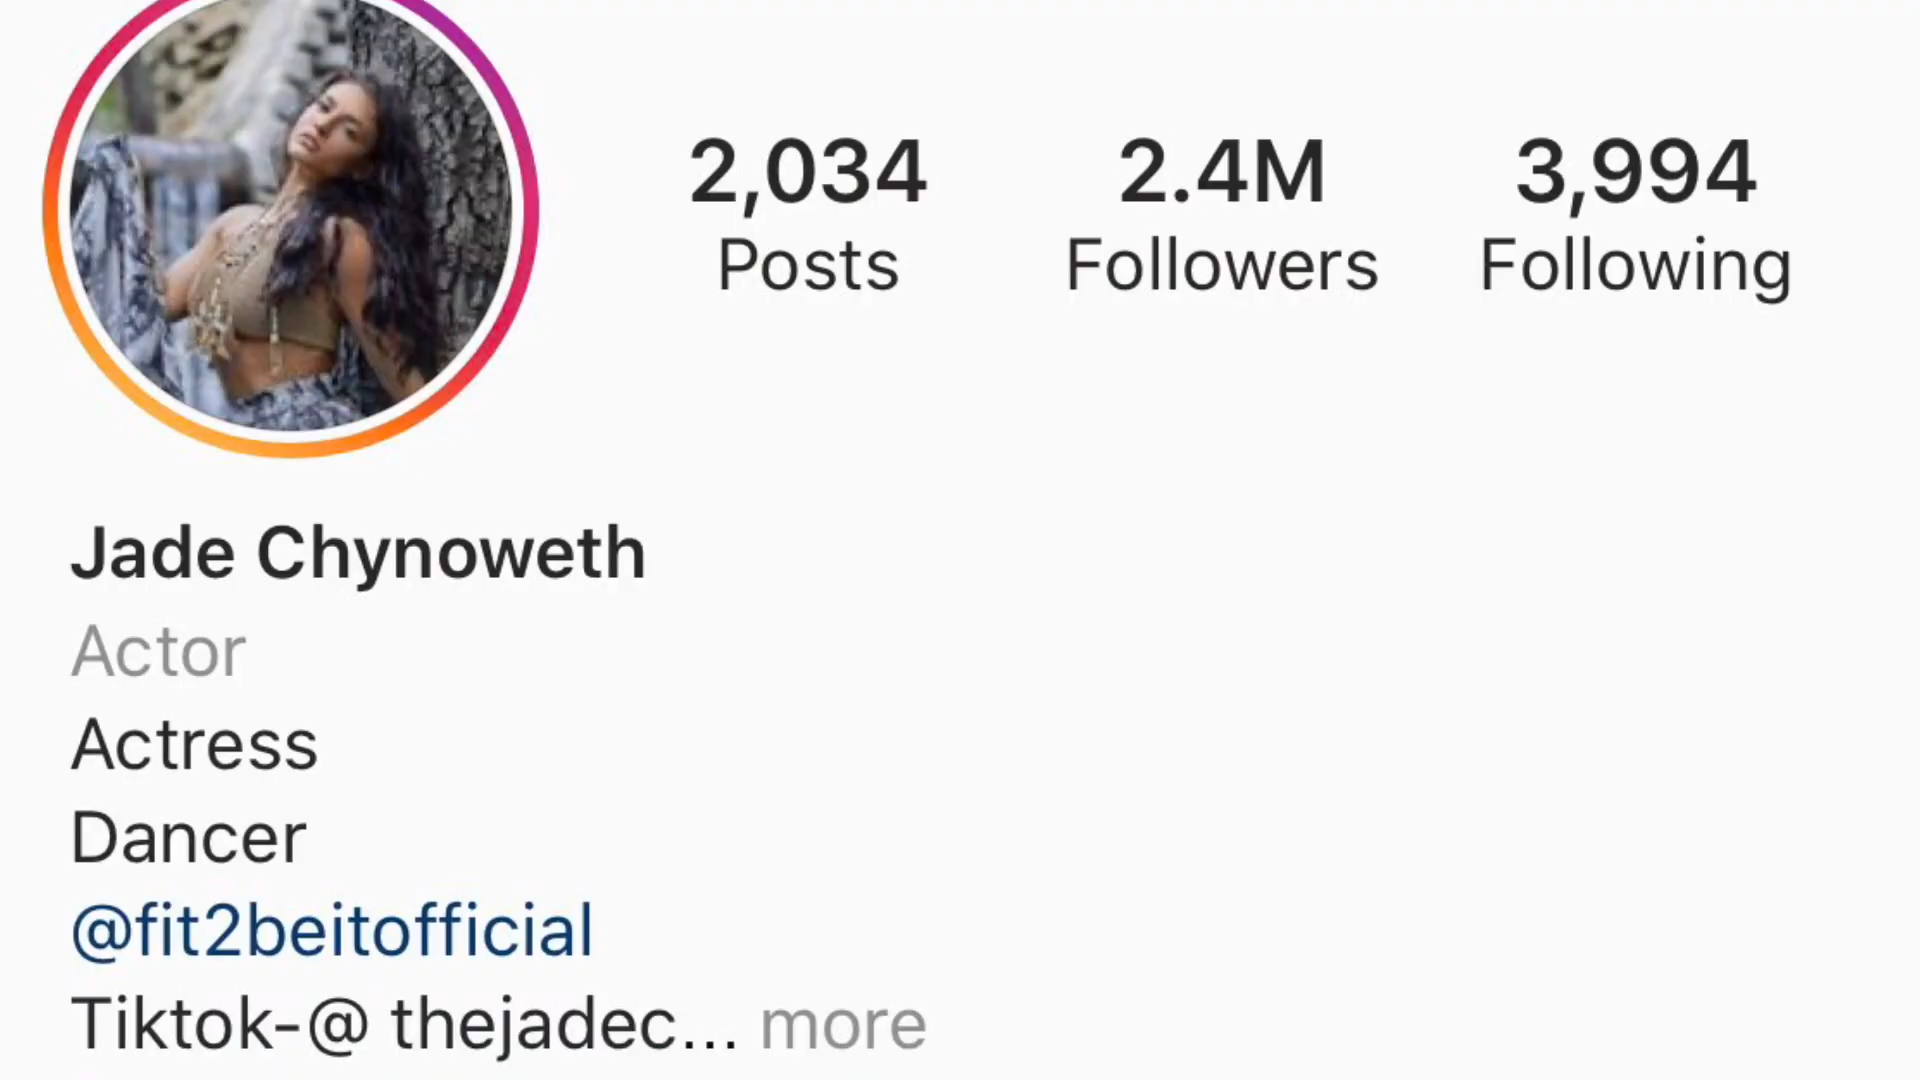 2,034 2.4M 3,994
Posts Followers Following
Jade Chynoweth
Actor
Actress
Dancer
@fit2beitofficial
Tiktok-@ thejadec... more